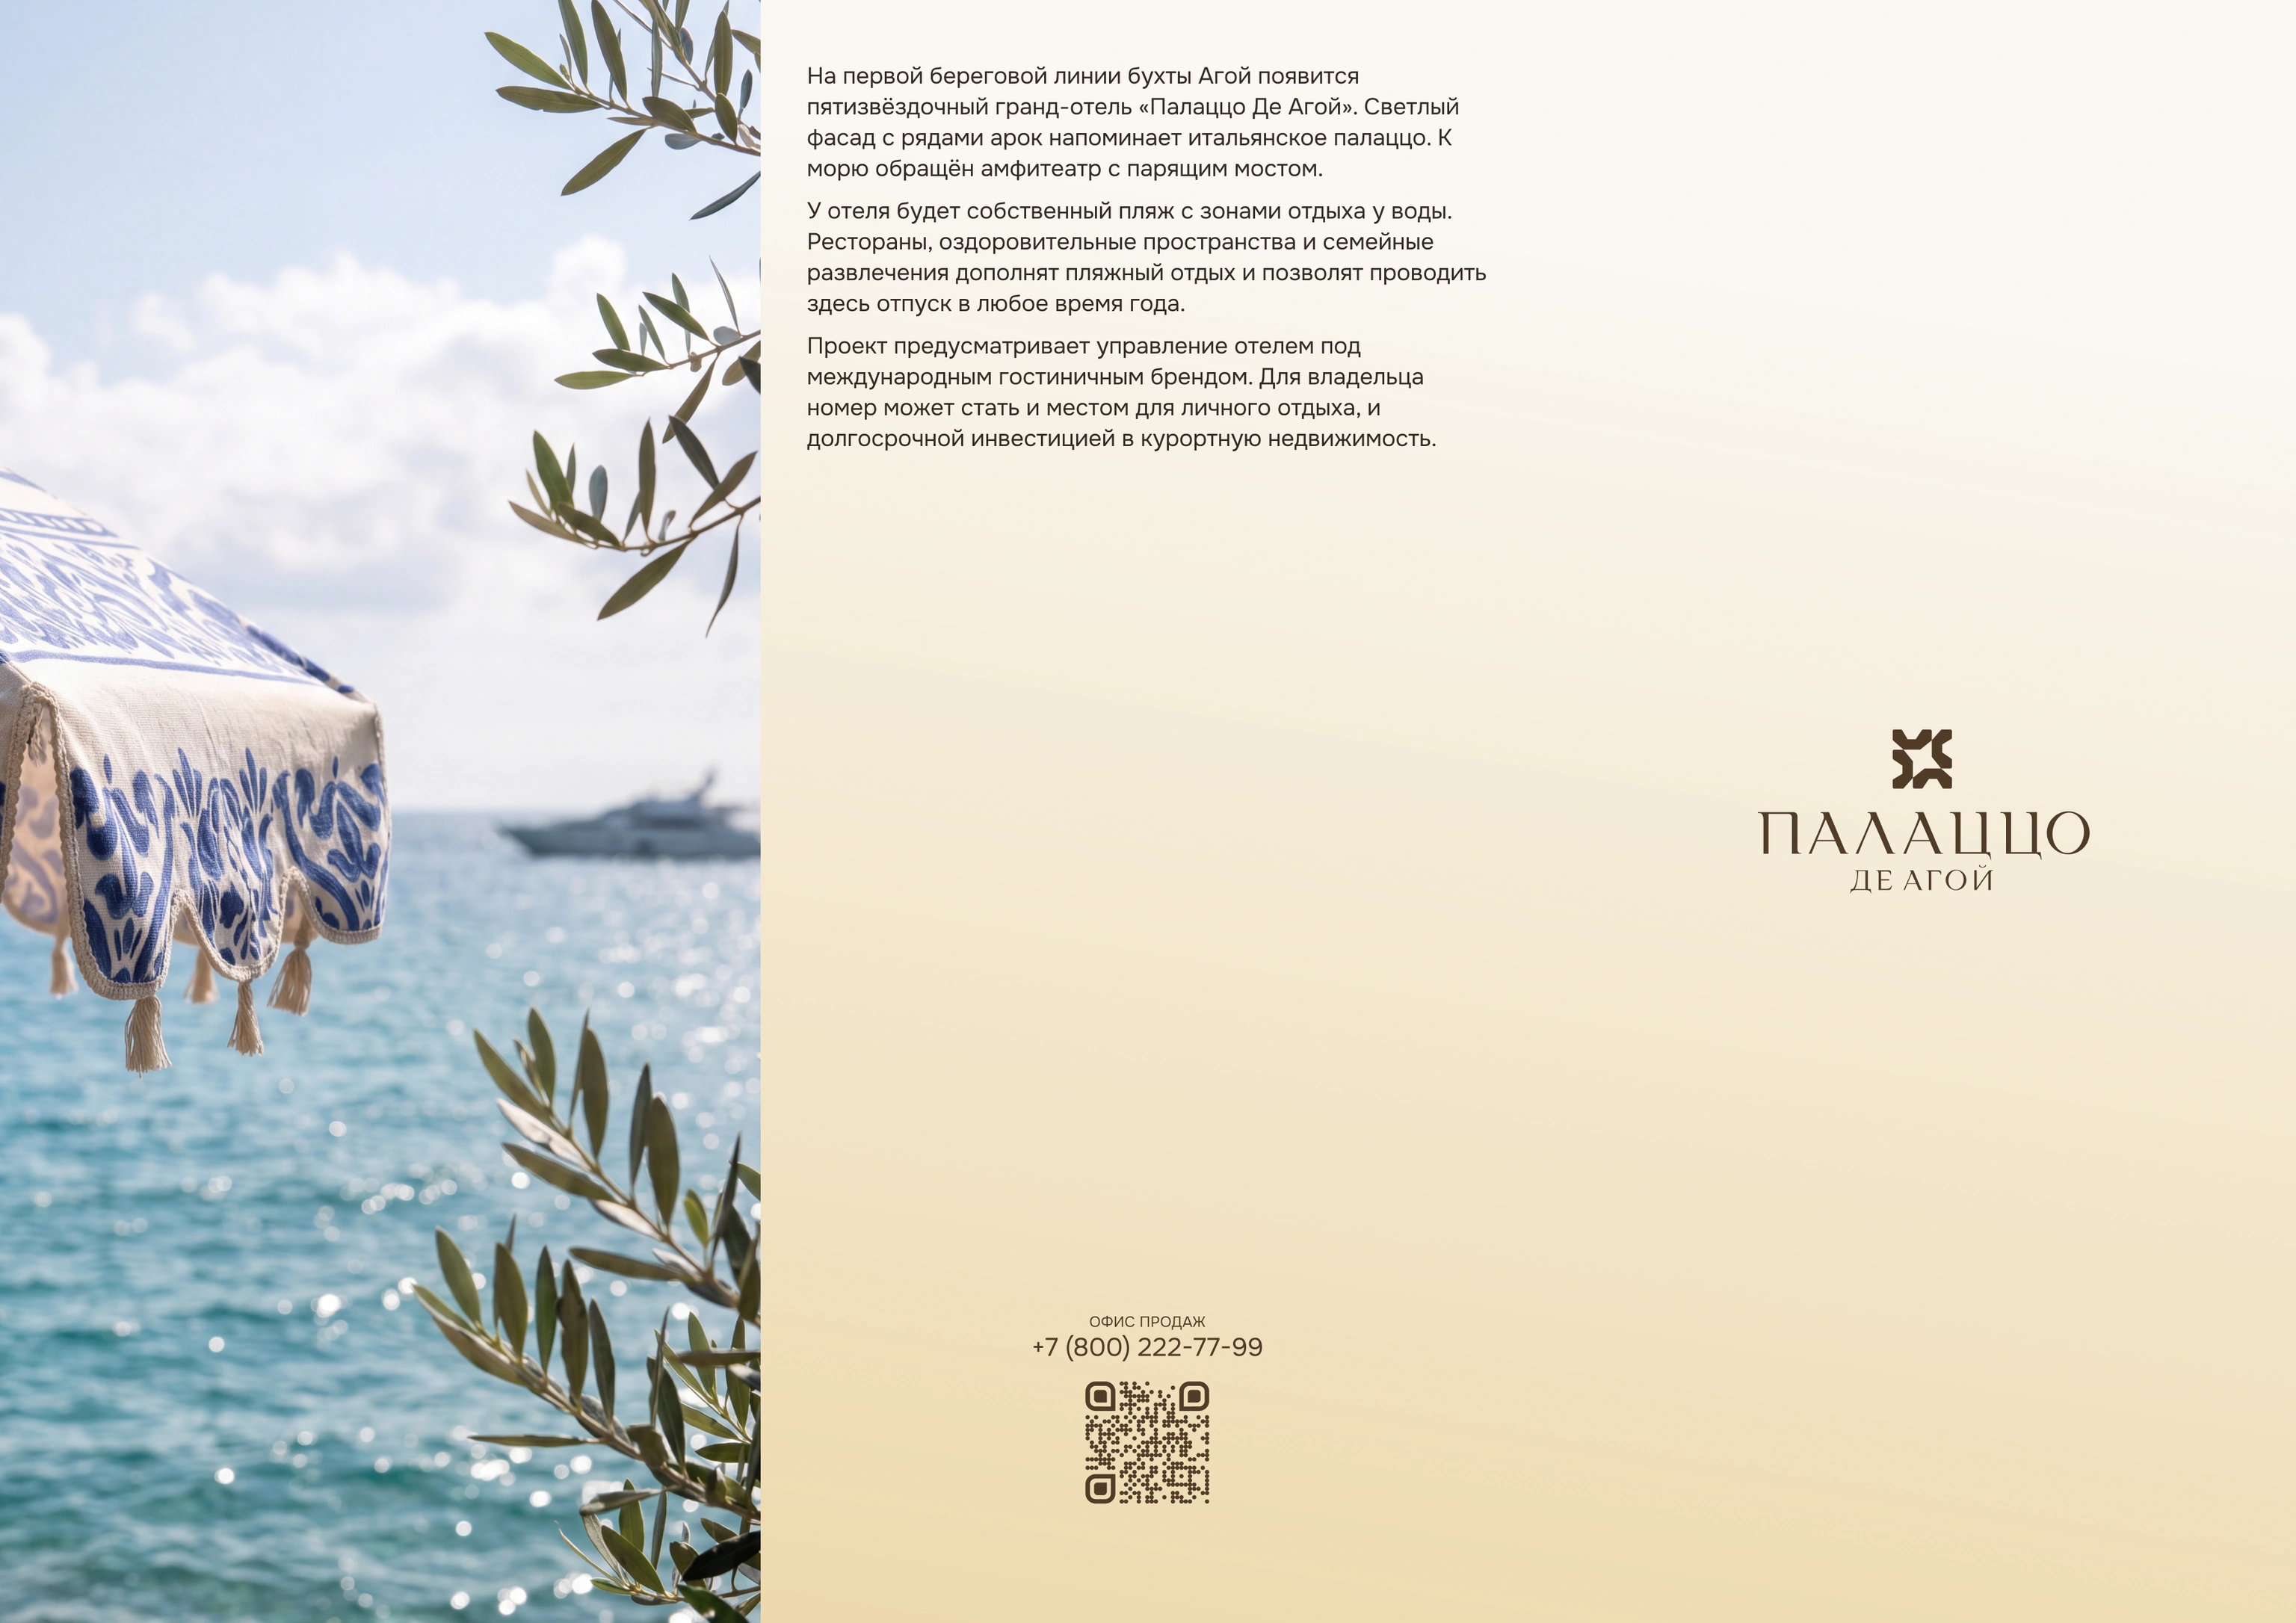 На первой береговой линии бухты Агой появится
пятизвёздочный гранд-отель «Палаццо Де Агой». Светлый
фасад с рядами арок напоминает итальянское палаццо. К
морю обращён амфитеатр с парящим мостом.
У отеля будет собственный пляж с зонами отдыха у воды.
Рестораны, оздоровительные пространства и семейные
развлечения дополнят пляжный отдых и позволят проводить
здесь отпуск в любое время года.
Проект предусматривает управление отелем под
международным гостиничным брендом. Для владельца
номер может стать и местом для личного отдыха, и
долгосрочной инвестицией в курортную недвижимость.
ОФИС ПРОДАЖ
+7 (800) 222-77-99
ПАЛАЦЦО
ДЕ АГОЙ